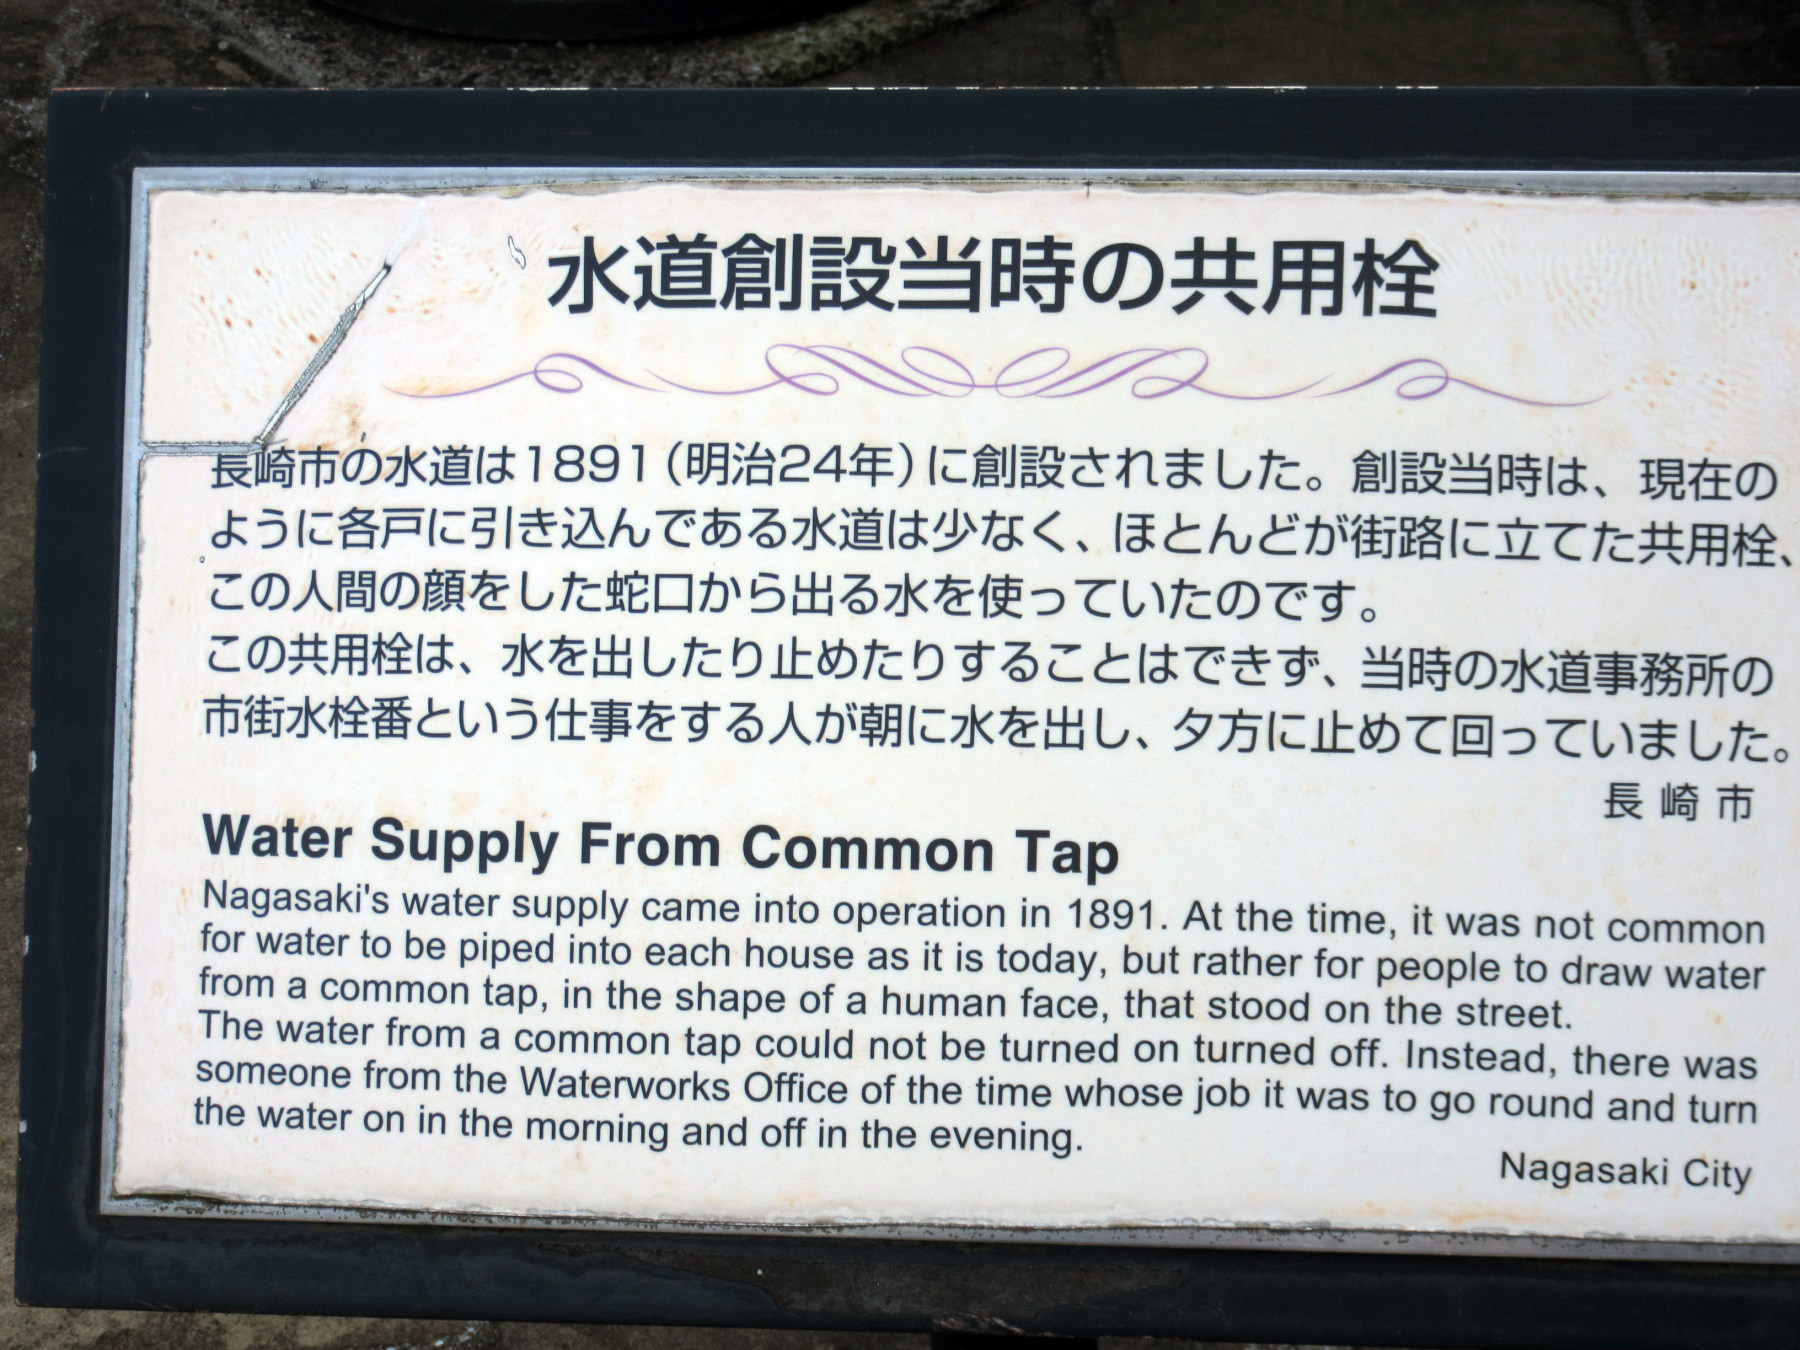 水道創設当時の共用栓
長崎市の水道は1891（明治24年）に創設されました。創設当時は、現在の
ように各戸に引き込んである水道は少なく、ほとんどが街路に立てた共用栓、
この人間の顔をした蛇口から出る水を使っていたのです。
この共用栓は、水を出したり止めたりすることはできず、当時の水道事務所の
市街水栓番という仕事をする人が朝に水を出し、夕方に止めて回っていました。
長崎市
Water Supply From Common Tap
Nagasaki's water supply came into operation in 1891. At the time, it was not common
for water to be piped into each house as it is today, but rather for people to draw water
from a common tap, in the shape of a human face, that stood on the street.
The water from a common tap could not be turned on turned off. Instead, there was
someone from the Waterworks Office of the time whose job it was to go round and turn
the water on in the morning and off in the evening.
Nagasaki City